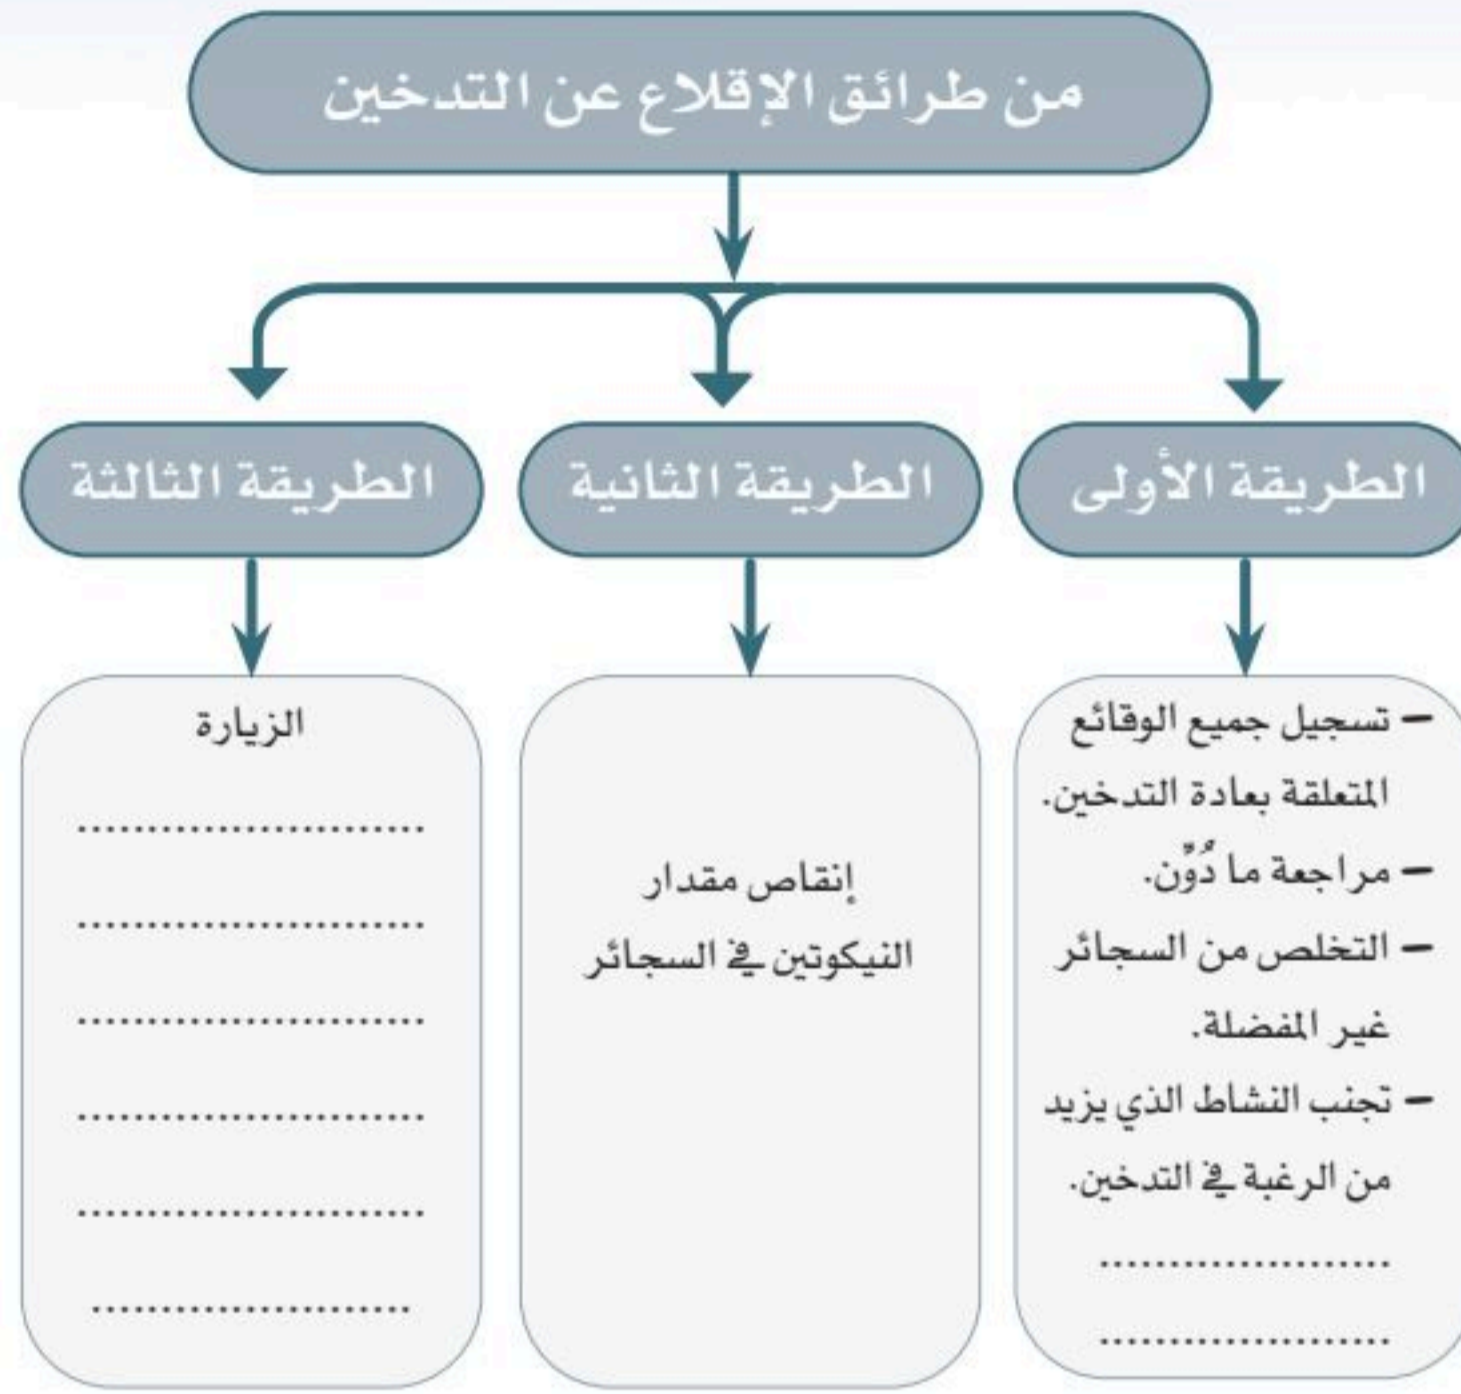 من طرائق الإقلاع عن التدخين
الطريقة الأولى
– تسجيل جميع الوقائع
المتعلقة بعادة التدخين.
– مراجعة ما دُوِّن.
– التخلص من السجائر
غير المفضلة.
– تجنب النشاط الذي يزيد
من الرغبة في التدخين.
.....................
.....................
الطريقة الثانية
إنقاص مقدار
النيكوتين في السجائر
الطريقة الثالثة
الزيارة
.........................
.........................
.........................
.........................
.........................
.......................